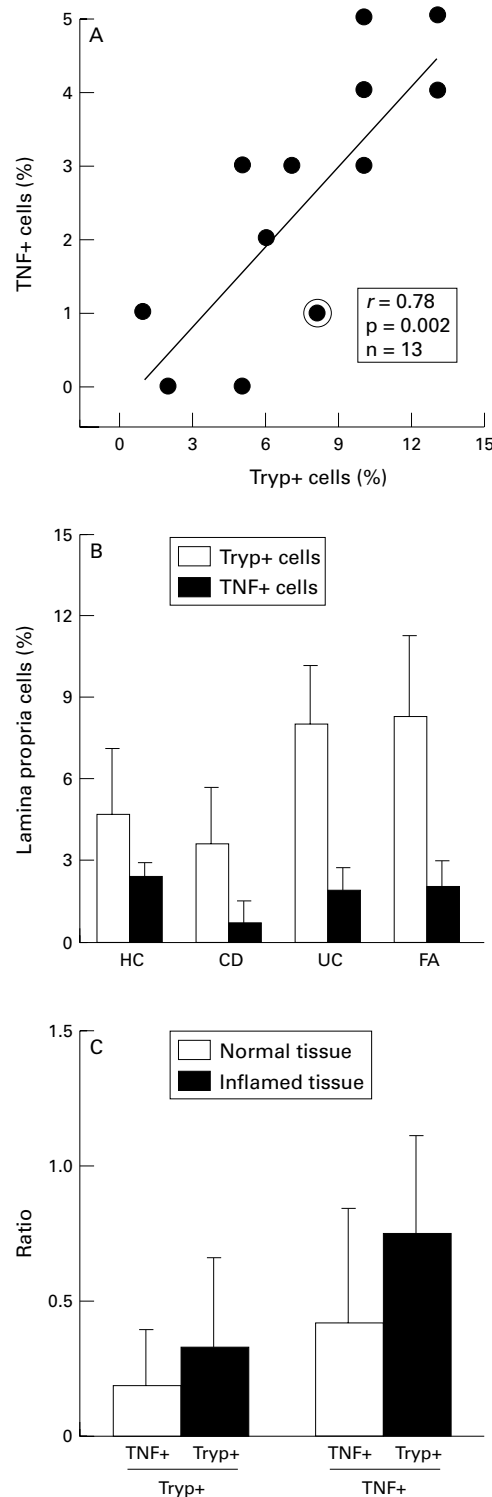 A
5
4
3
2
1
0
TNF+ cells (%)
r = 0.78
p = 0.002
n = 13
0 3 6 9 12 15
Tryp+ cells (%)
B
15
12
9
6
3
0
Lamina propria cells (%)
Tryp+ cells
TNF+ cells
HC CD UC FA
C
1.5
1.0
0.5
0
Ratio
Normal tissue
Inflamed tissue
TNF+ Tryp+ TNF+ Tryp+
Tryp+ TNF+